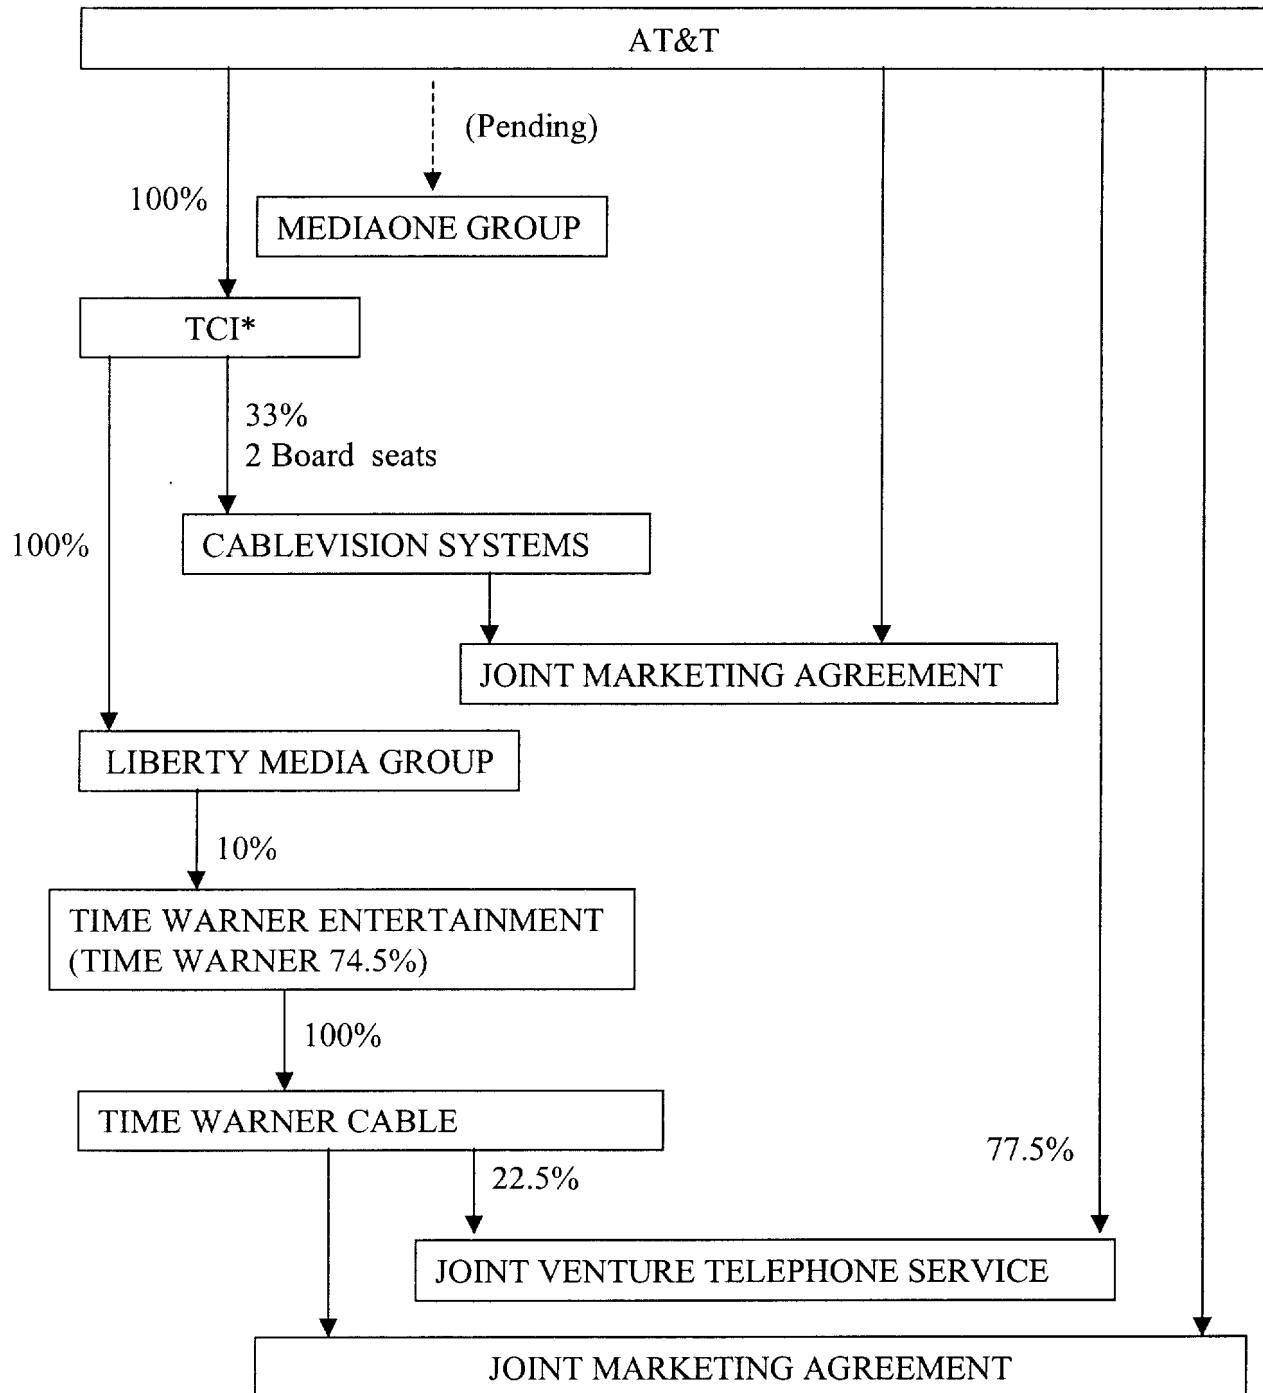 AT&T
(Pending)
100%
MEDIAONE GROUP
TCI*
33%
2 Board seats
100%
CABLEVISION SYSTEMS
JOINT MARKETING AGREEMENT
LIBERTY MEDIA GROUP
10%
TIME WARNER ENTERTAINMENT
(TIME WARNER 74.5%)
100%
TIME WARNER CABLE
77.5%
22.5%
JOINT VENTURE TELEPHONE SERVICE
JOINT MARKETING AGREEMENT